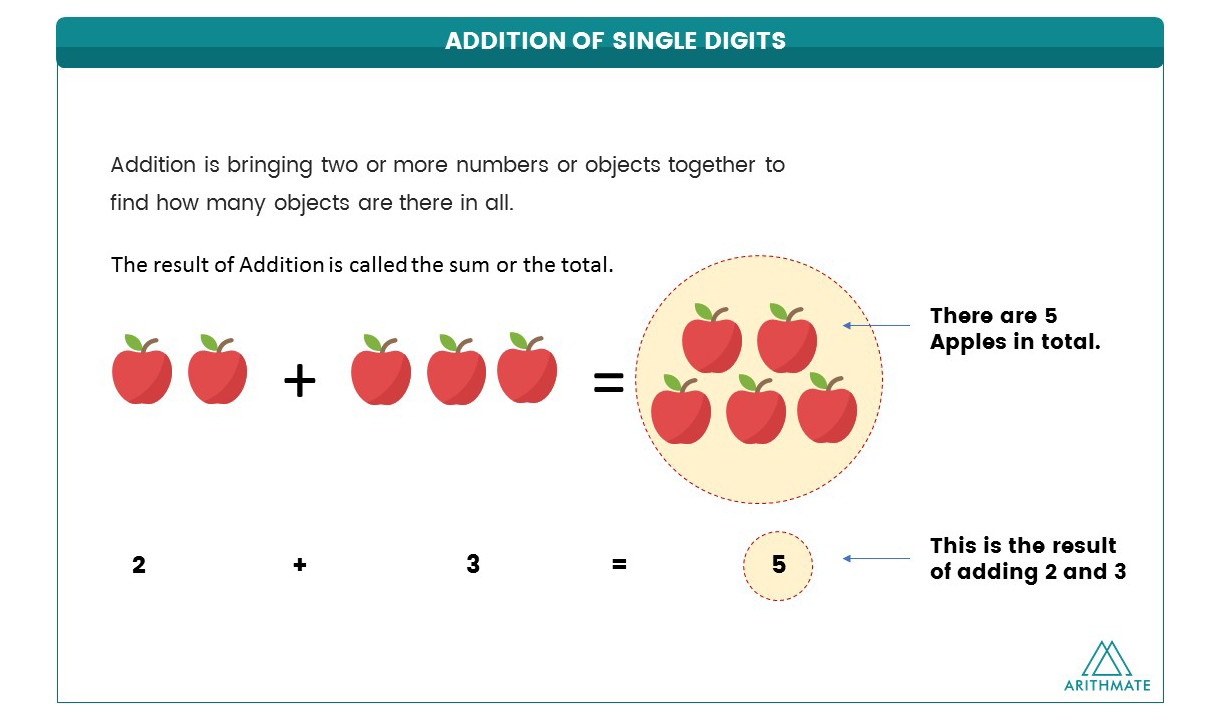 ADDITION OF SINGLE DIGITS
Addition is bringing two or more numbers or objects together to
find how many objects are there in all.
The result of Addition is called the sum or the total.
+ =
There are 5
Apples in total.
2 + 3 = 5
This is the result
of adding 2 and 3
ARITHMATE